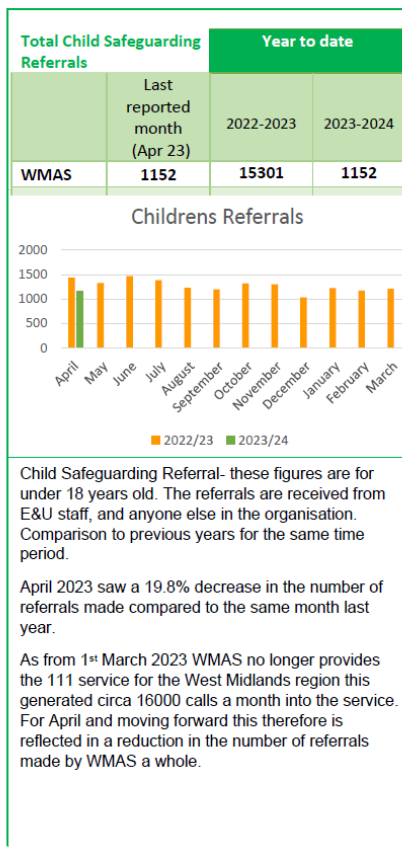 Total Child Safeguarding
Referrals
Year to date
Last
reported
month
(Apr 23)
2022-2023
2023-2024
WMAS
1152
15301
1152
Childrens Referrals
2000
1500
1000
500
0
April
May
June
July
August
September
October
November
December
January
February
March
2022/23
2023/24
Child Safeguarding Referral- these figures are for
under 18 years old. The referrals are received from
E&U staff, and anyone else in the organisation.
Comparison to previous years for the same time
period.
April 2023 saw a 19.8% decrease in the number of
referrals made compared to the same month last
year.
As from 1st March 2023 WMAS no longer provides
the 111 service for the West Midlands region this
generated circa 16000 calls a month into the service.
For April and moving forward this therefore is
reflected in a reduction in the number of referrals
made by WMAS a whole.